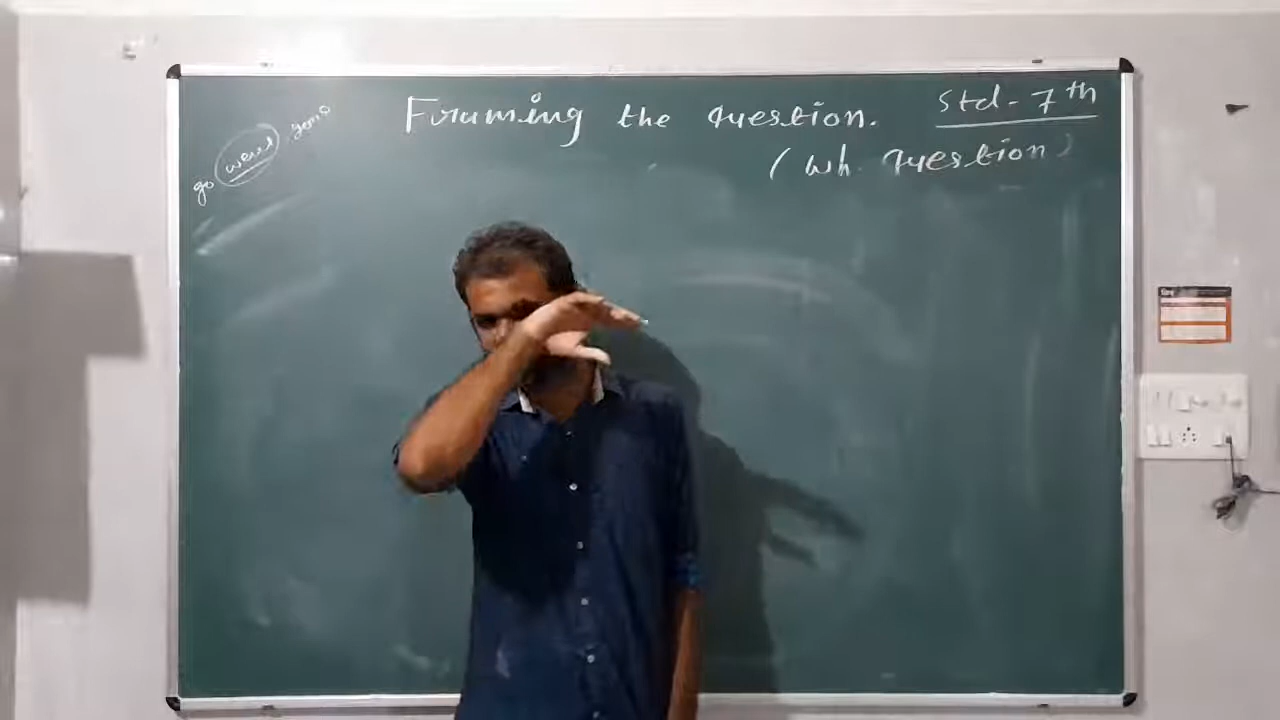 Framing the question.
Std - 7th
(Wh. question)
go went gone